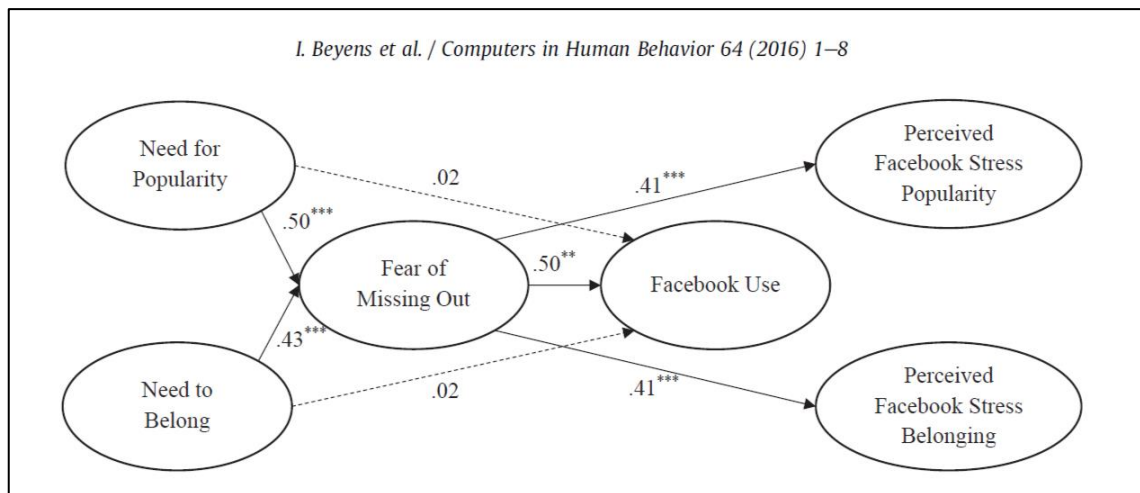 I. Beyens et al. / Computers in Human Behavior 64 (2016) 1–8
Need for
Popularity
Perceived
Facebook Stress
Popularity
.02
.41***
.50***
Fear of
Missing Out
.50**
Facebook Use
.43***
Need to
Belong
.02
.41***
Perceived
Facebook Stress
Belonging